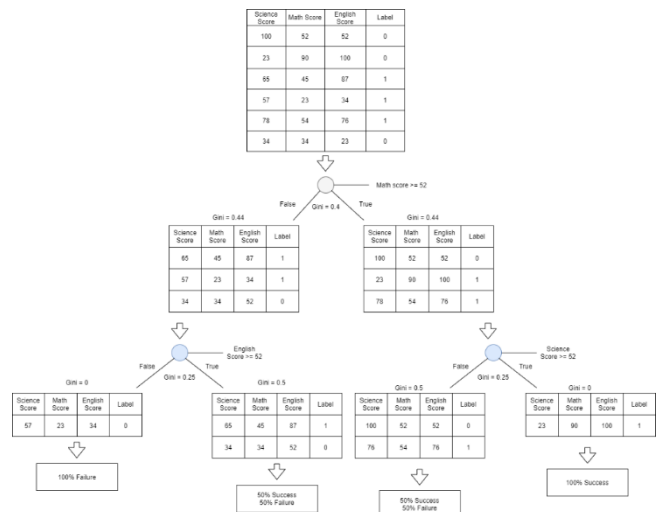 Science Score Math Score English Score Label
100 52 52 0
23 90 100 0
65 45 87 1
57 23 34 1
78 54 76 1
34 34 23 0
Math score >= 52
False Gini = 0.4 True
Gini = 0.44
Science Score Math Score English Score Label
65 45 87 1
57 23 34 1
34 34 52 0
Gini = 0.44
Science Score Math Score English Score Label
100 52 52 0
23 90 100 1
78 54 76 1
English Score >= 52
False Gini = 0.25 True
Science Score >= 52
False Gini = 0.25 True
Gini = 0
Science Score Math Score English Score Label
57 23 34 0
100% Failure
Gini = 0.5
Science Score Math Score English Score Label
65 45 87 1
34 34 52 0
50% Success
50% Failure
Gini = 0.5
Science Score Math Score English Score Label
100 52 52 0
76 54 76 1
50% Success
50% Failure
Gini = 0
Science Score Math Score English Score Label
23 90 100 1
100% Success